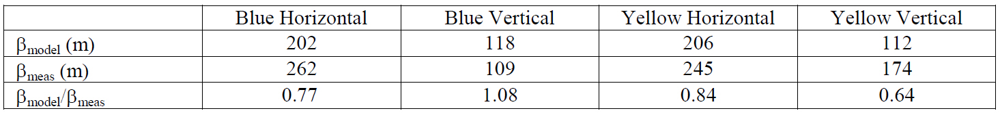 Blue Horizontal Blue Vertical Yellow Horizontal Yellow Vertical
βmodel (m) 202 118 206 112
βmeas (m) 262 109 245 174
βmodel/βmeas 0.77 1.08 0.84 0.64